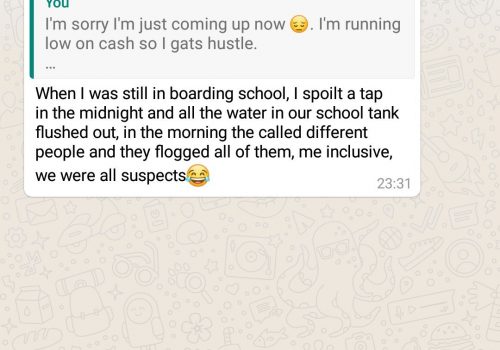 You
I'm sorry I'm just coming up now 😔. I'm running
low on cash so I gats hustle.
...
When I was still in boarding school, I spoilt a tap
in the midnight and all the water in our school tank
flushed out, in the morning the called different
people and they flogged all of them, me inclusive,
we were all suspects😂
23:31